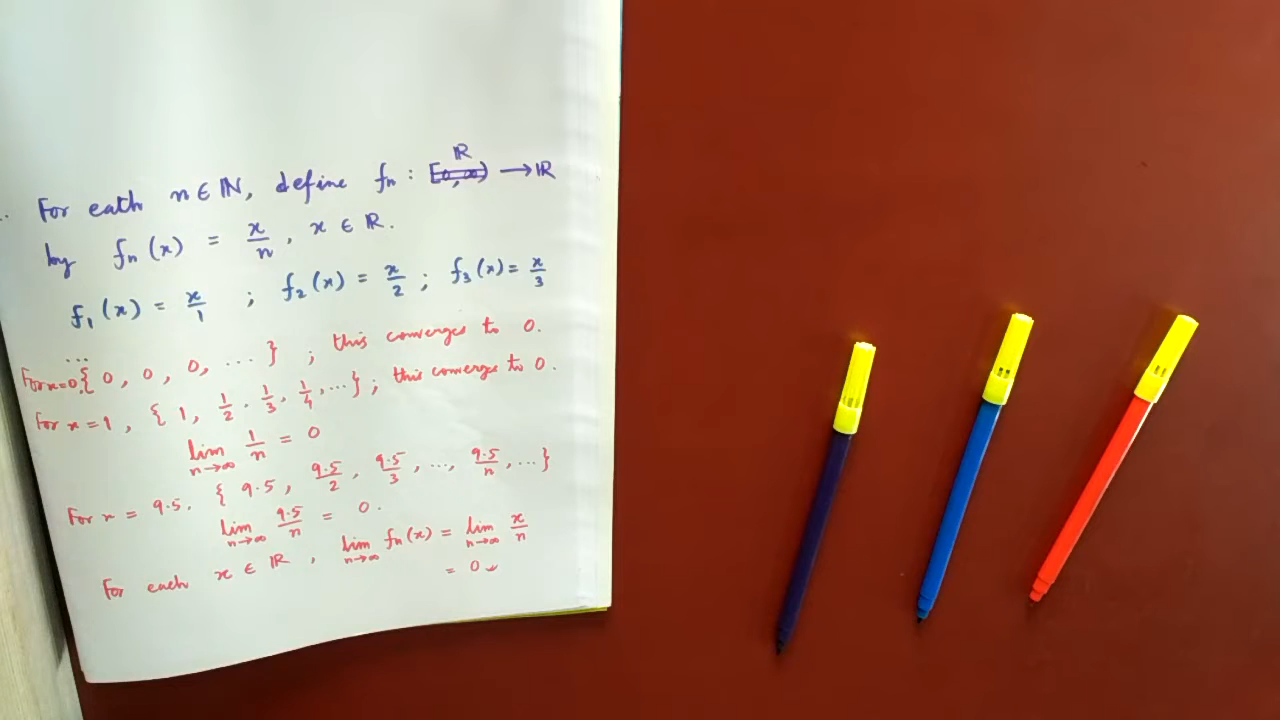 For each n ∈ ℕ, define fₙ : ℝ → ℝ
by fₙ(x) = x/n, x ∈ ℝ.
f₁(x) = x/1 ; f₂(x) = x/2 ; f₃(x) = x/3
...
For x=0, { 0, 0, 0, ... } ; this converges to 0.
For x = 1, { 1, 1/2, 1/3, 1/4, ... } ; this converges to 0.
lim n→∞ 1/n = 0
For x = 9.5, { 9.5, 9.5/2, 9.5/3, ..., 9.5/n, ... }
lim n→∞ 9.5/n = 0.
For each x ∈ ℝ, lim n→∞ fₙ(x) = lim n→∞ x/n
= 0